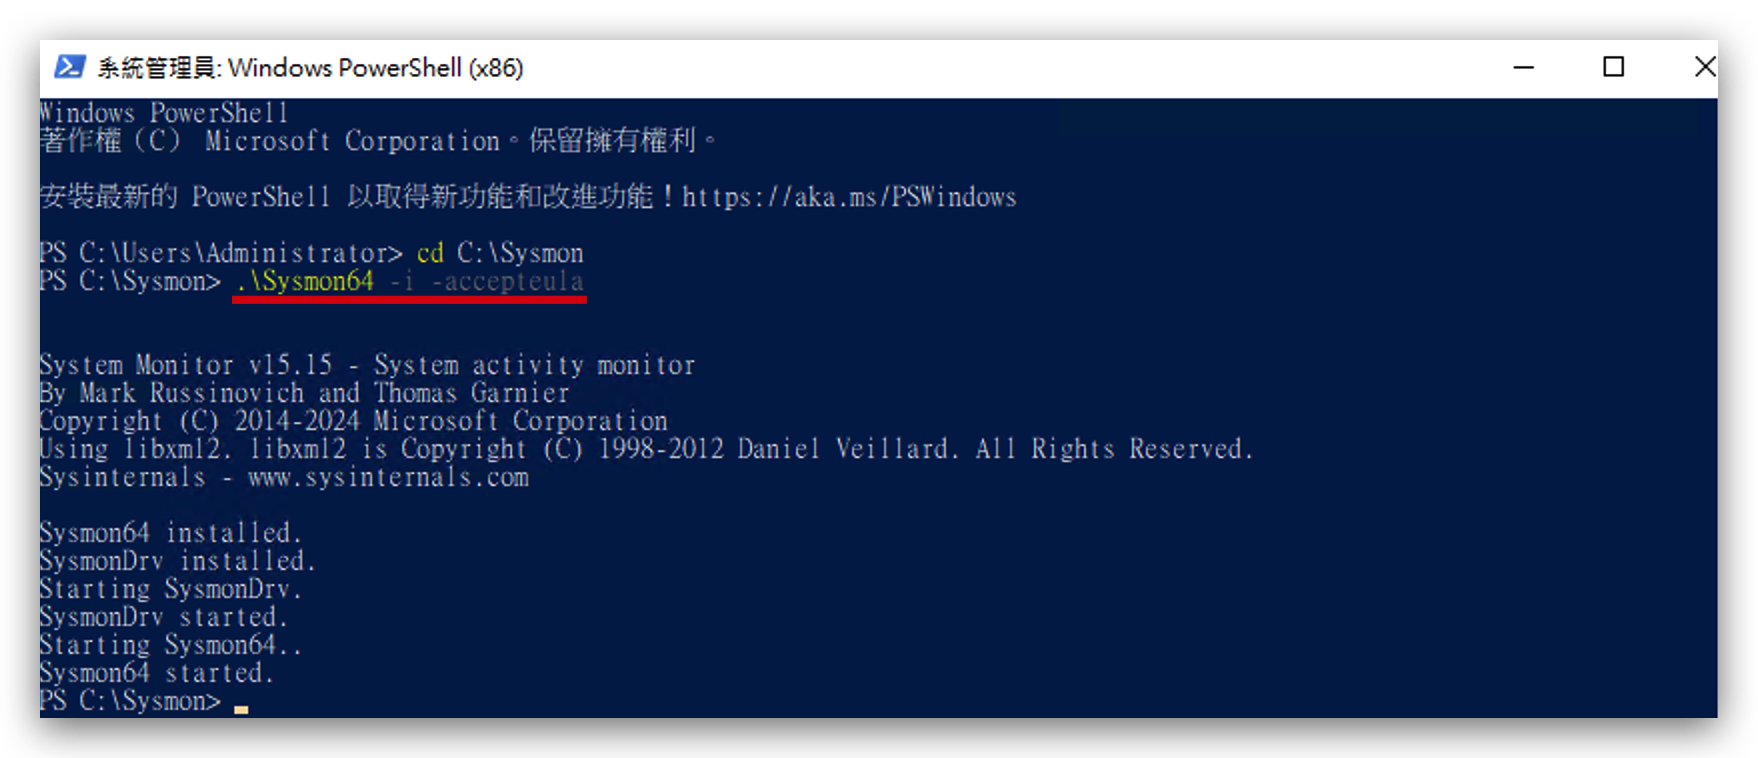 系統管理員: Windows PowerShell (x86)
Windows PowerShell
著作權（C） Microsoft Corporation。保留擁有權利。
安裝最新的 PowerShell 以取得新功能和改進功能！https://aka.ms/PSWindows
PS C:\Users\Administrator> cd C:\Sysmon
PS C:\Sysmon> .\Sysmon64 -i -accepteula
System Monitor v15.15 - System activity monitor
By Mark Russinovich and Thomas Garnier
Copyright (C) 2014-2024 Microsoft Corporation
Using libxml2. libxml2 is Copyright (C) 1998-2012 Daniel Veillard. All Rights Reserved.
Sysinternals - www.sysinternals.com
Sysmon64 installed.
SysmonDrv installed.
Starting SysmonDrv.
SysmonDrv started.
Starting Sysmon64..
Sysmon64 started.
PS C:\Sysmon>